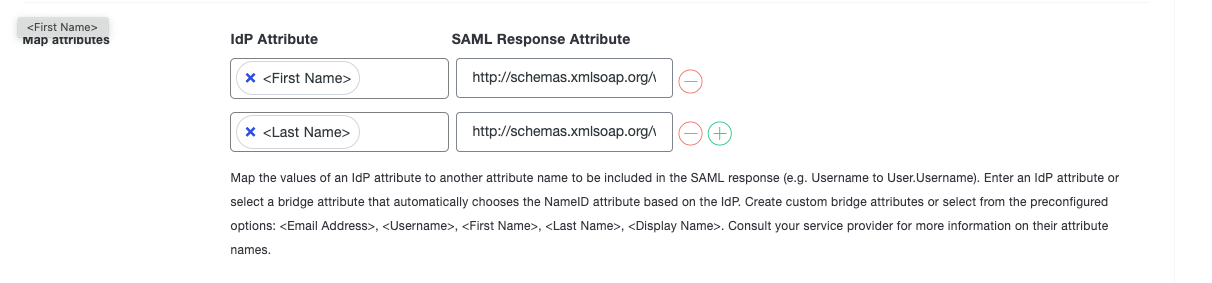 <First Name>
Map attributes
IdP Attribute SAML Response Attribute
× <First Name> http://schemas.xmlsoap.org/\
× <Last Name> http://schemas.xmlsoap.org/\
Map the values of an IdP attribute to another attribute name to be included in the SAML response (e.g. Username to User.Username). Enter an IdP attribute or
select a bridge attribute that automatically chooses the NameID attribute based on the IdP. Create custom bridge attributes or select from the preconfigured
options: <Email Address>, <Username>, <First Name>, <Last Name>, <Display Name>. Consult your service provider for more information on their attribute
names.